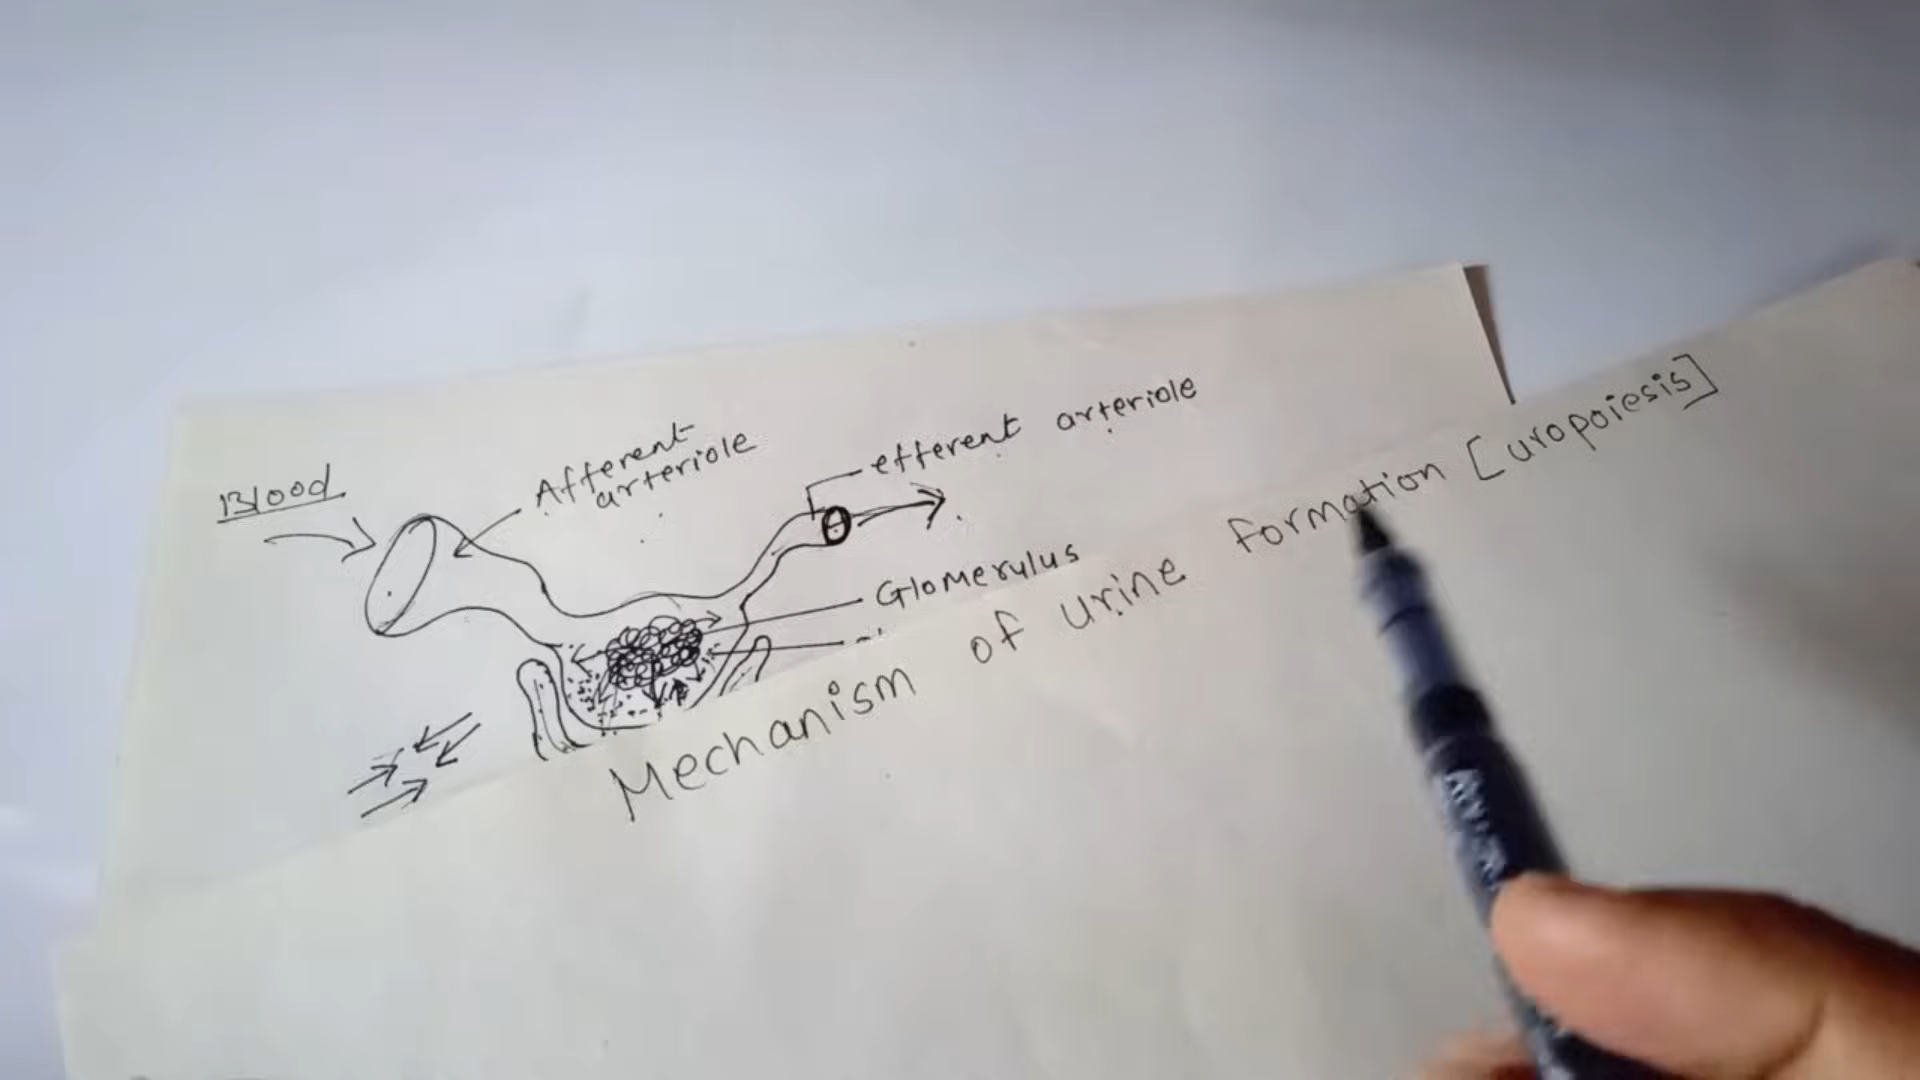 Blood
Afferent
arteriole
efferent arteriole
Glomerulus
Mechanism of urine formation [uropoiesis]